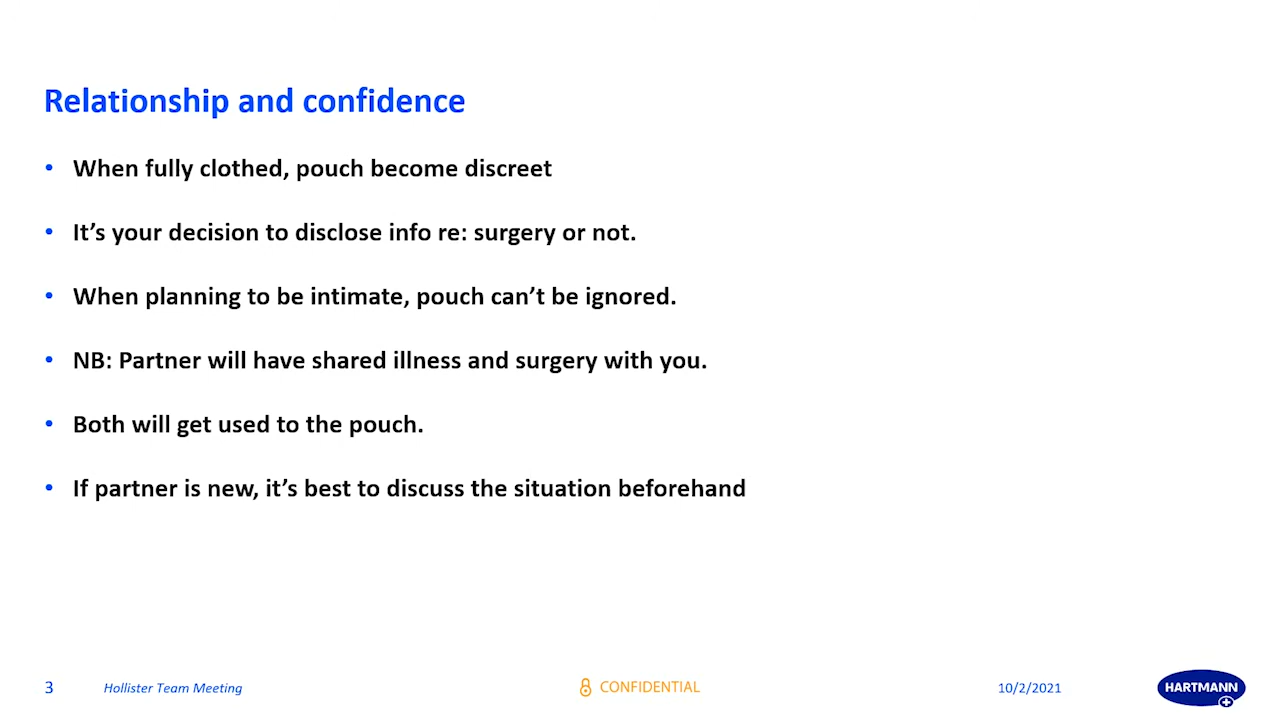 Relationship and confidence
• When fully clothed, pouch become discreet
• It’s your decision to disclose info re: surgery or not.
• When planning to be intimate, pouch can’t be ignored.
• NB: Partner will have shared illness and surgery with you.
• Both will get used to the pouch.
• If partner is new, it’s best to discuss the situation beforehand
3 Hollister Team Meeting CONFIDENTIAL 10/2/2021 HARTMANN